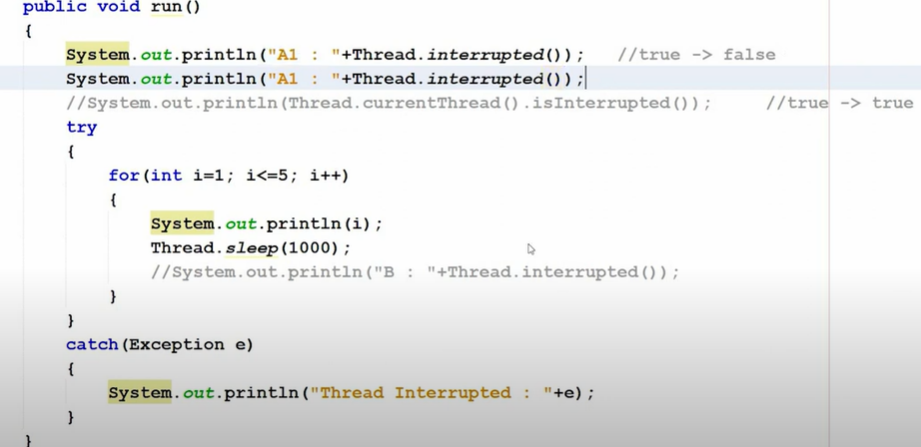 public void run()
{
System.out.println("A1 : "+Thread.interrupted()); //true -> false
System.out.println("A1 : "+Thread.interrupted());
//System.out.println(Thread.currentThread().isInterrupted()); //true -> true
try
{
for(int i=1; i<=5; i++)
{
System.out.println(i);
Thread.sleep(1000);
//System.out.println("B : "+Thread.interrupted());
}
}
catch(Exception e)
{
System.out.println("Thread Interrupted : "+e);
}
}